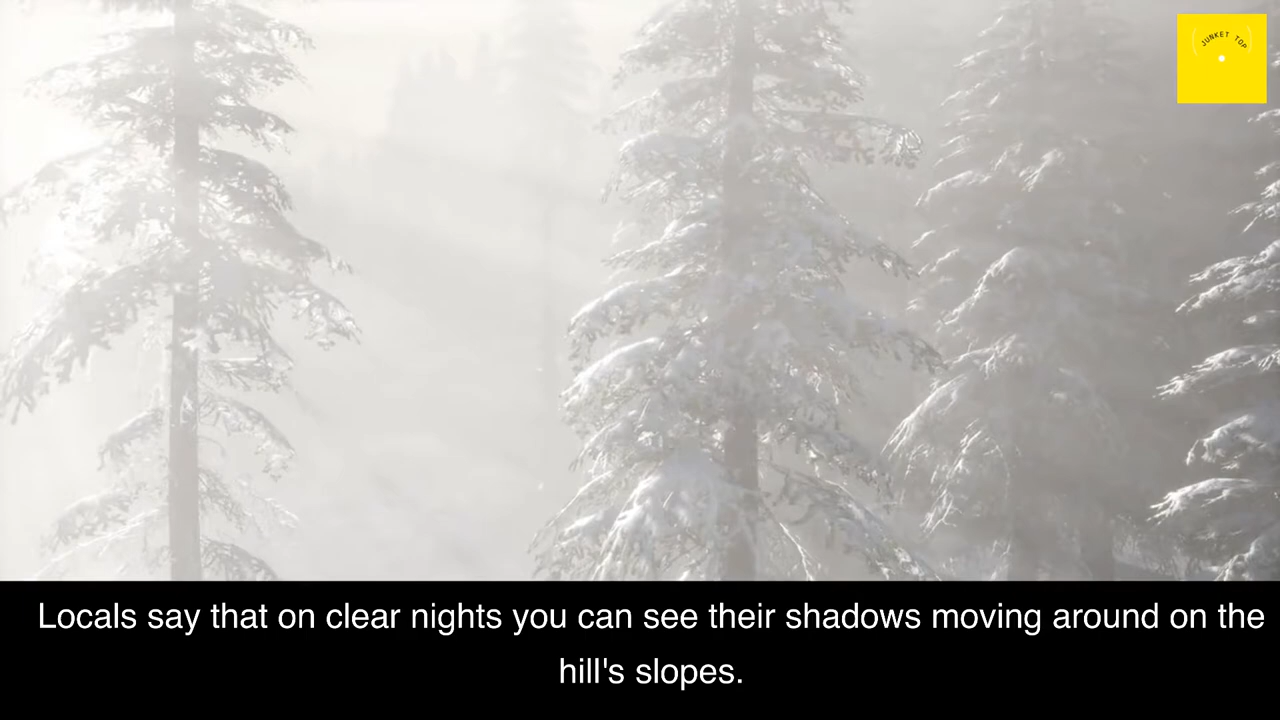 JUNKET TOP
Locals say that on clear nights you can see their shadows moving around on the
hill's slopes.